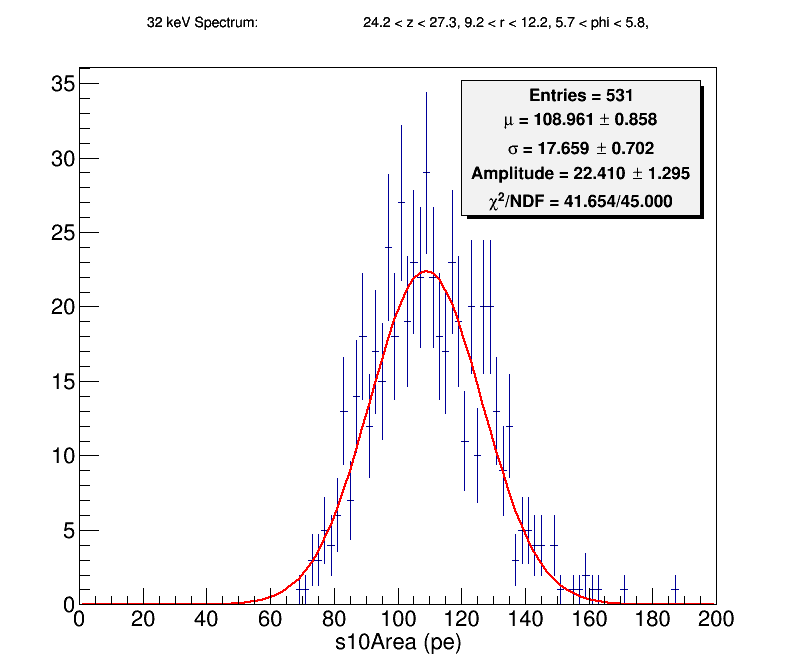 32 keV Spectrum: 24.2 < z < 27.3, 9.2 < r < 12.2, 5.7 < phi < 5.8,
Entries = 531
μ = 108.961 ± 0.858
σ = 17.659 ± 0.702
Amplitude = 22.410 ± 1.295
χ²/NDF = 41.654/45.000
35
30
25
20
15
10
5
0
0 20 40 60 80 100 120 140 160 180 200
s10Area (pe)